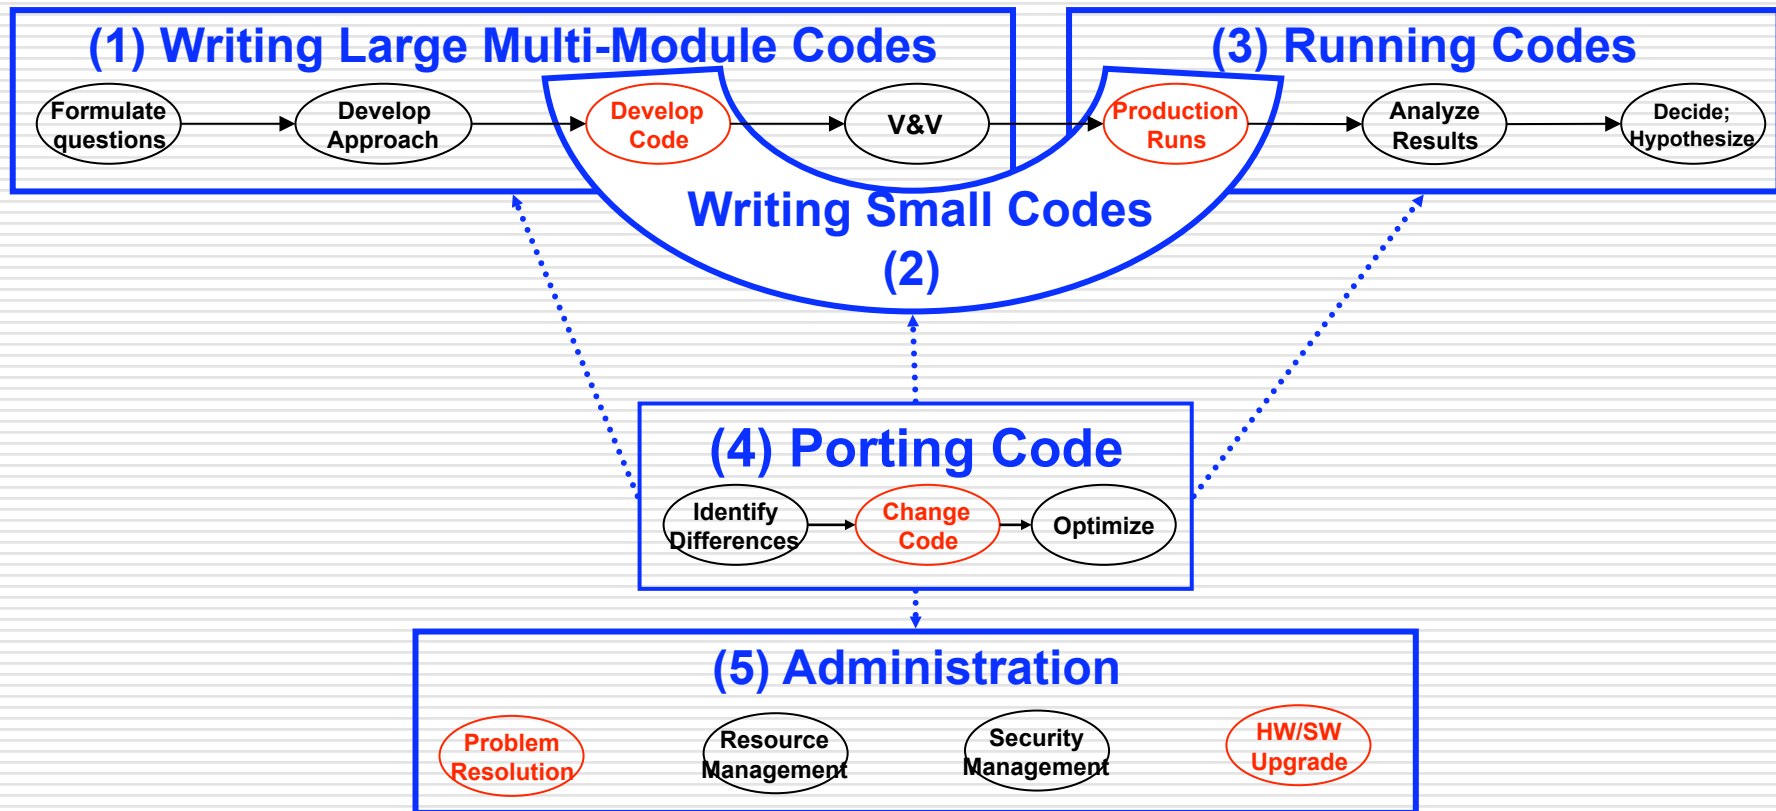 (1) Writing Large Multi-Module Codes
(3) Running Codes
Formulate
questions
Develop
Approach
Develop
Code
V&V
Production
Runs
Analyze
Results
Decide;
Hypothesize
Writing Small Codes
(2)
(4) Porting Code
Identify
Differences
Change
Code
Optimize
(5) Administration
Problem
Resolution
Resource
Management
Security
Management
HW/SW
Upgrade